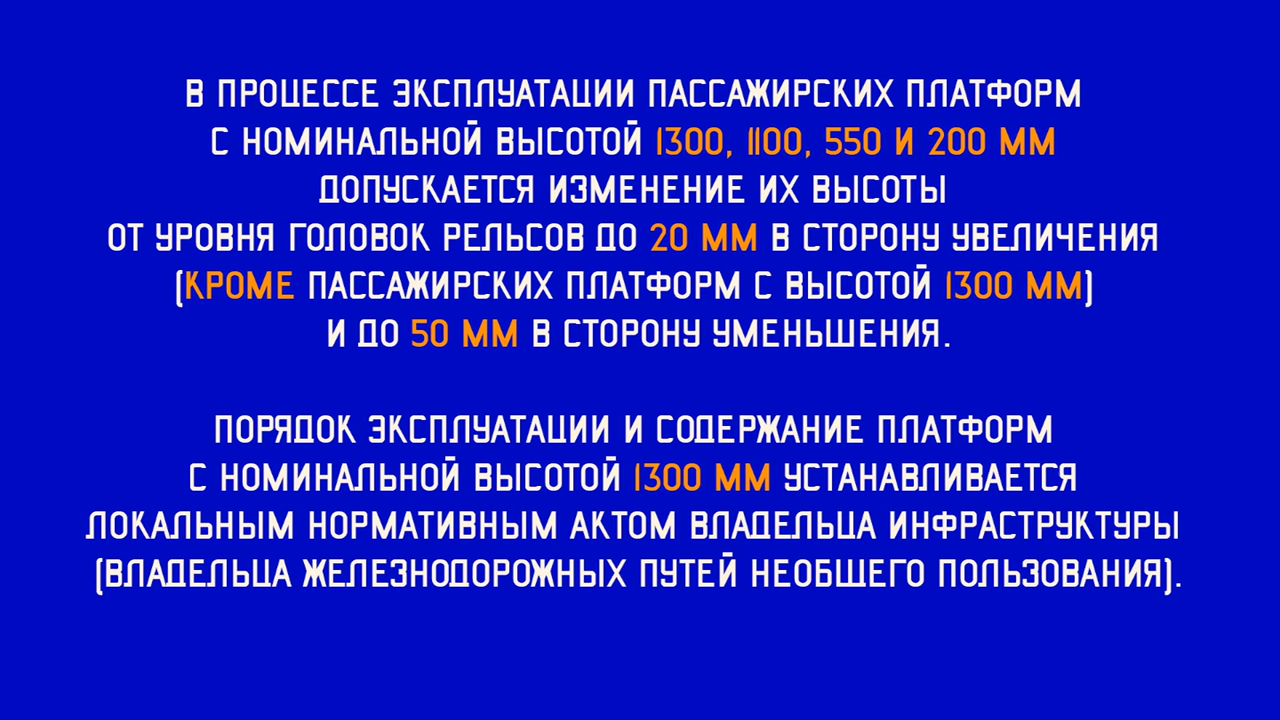 В ПРОЦЕССЕ ЭКСПЛУАТАЦИИ ПАССАЖИРСКИХ ПЛАТФОРМ
С НОМИНАЛЬНОЙ ВЫСОТОЙ 1300, 1100, 550 И 200 ММ
ДОПУСКАЕТСЯ ИЗМЕНЕНИЕ ИХ ВЫСОТЫ
ОТ УРОВНЯ ГОЛОВОК РЕЛЬСОВ ДО 20 ММ В СТОРОНУ УВЕЛИЧЕНИЯ
(КРОМЕ ПАССАЖИРСКИХ ПЛАТФОРМ С ВЫСОТОЙ 1300 ММ)
И ДО 50 ММ В СТОРОНУ УМЕНЬШЕНИЯ.
ПОРЯДОК ЭКСПЛУАТАЦИИ И СОДЕРЖАНИЕ ПЛАТФОРМ
С НОМИНАЛЬНОЙ ВЫСОТОЙ 1300 ММ УСТАНАВЛИВАЕТСЯ
ЛОКАЛЬНЫМ НОРМАТИВНЫМ АКТОМ ВЛАДЕЛЬЦА ИНФРАСТРУКТУРЫ
(ВЛАДЕЛЬЦА ЖЕЛЕЗНОДОРОЖНЫХ ПУТЕЙ НЕОБЩЕГО ПОЛЬЗОВАНИЯ).